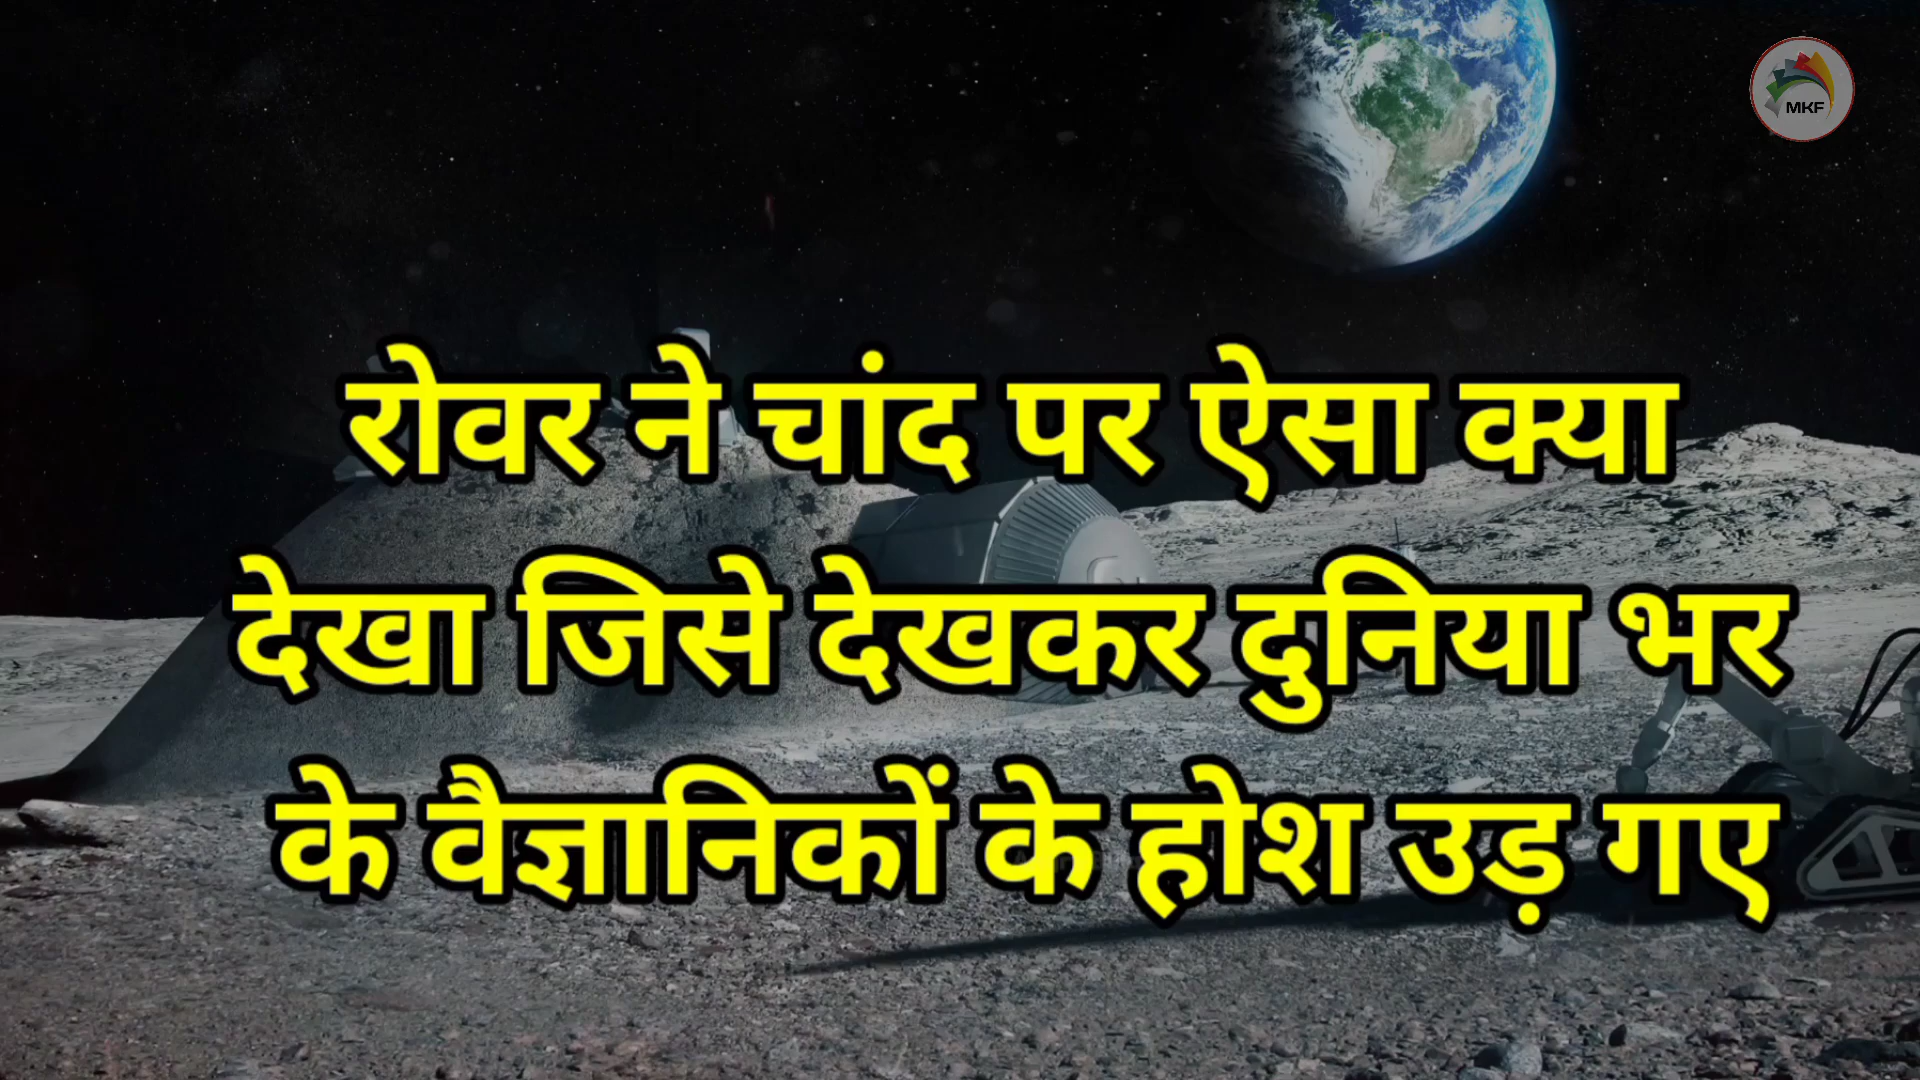 MKF
रोवर ने चांद पर ऐसा क्या
देखा जिसे देखकर दुनिया भर
के वैज्ञानिकों के होश उड़ गए